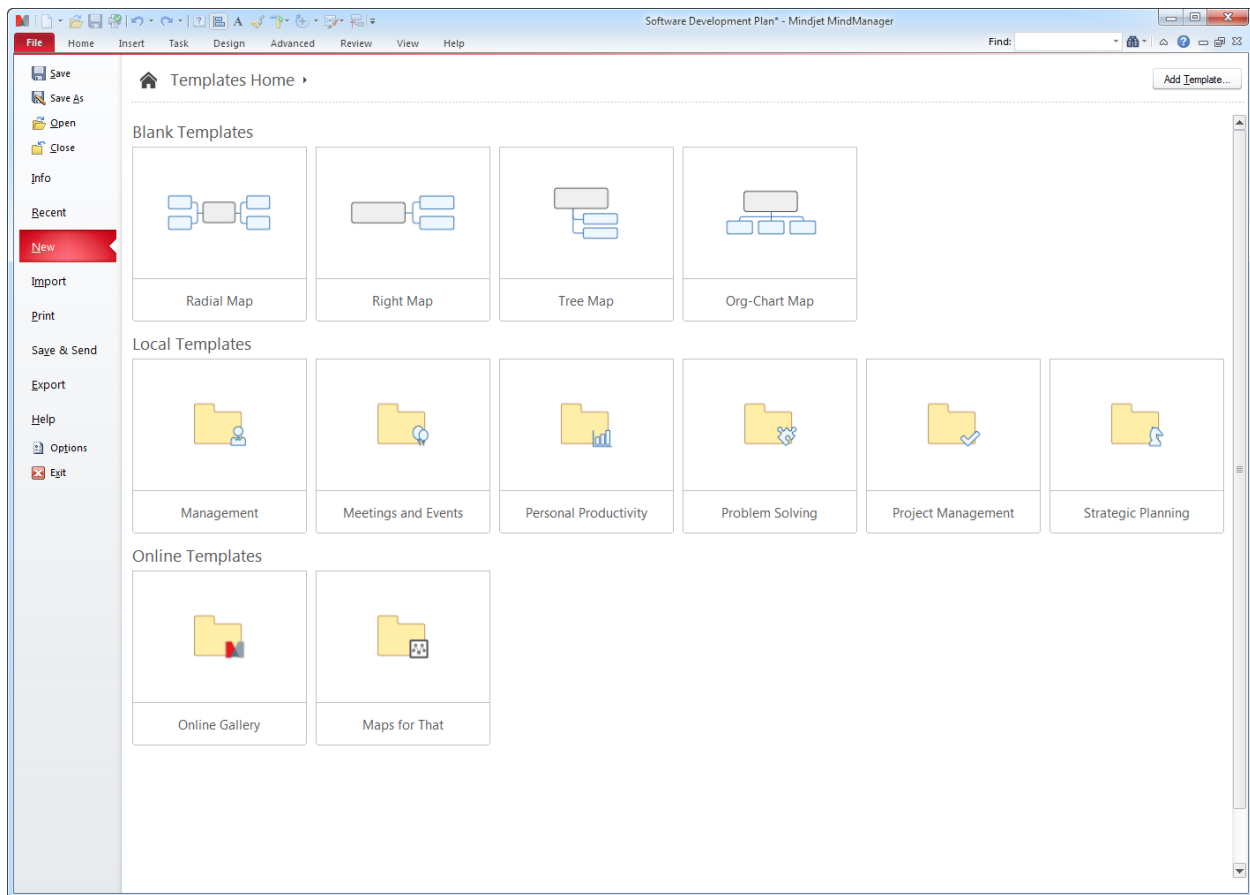 Software Development Plan* - Mindjet MindManager
File Home Insert Task Design Advanced Review View Help Find:
Save
Save As
Open
Close
Info
Recent
New
Import
Print
Save & Send
Export
Help
Options
Exit
Templates Home
Add Template...
Blank Templates
Radial Map Right Map Tree Map Org-Chart Map
Local Templates
Management Meetings and Events Personal Productivity Problem Solving Project Management Strategic Planning
Online Templates
Online Gallery Maps for That